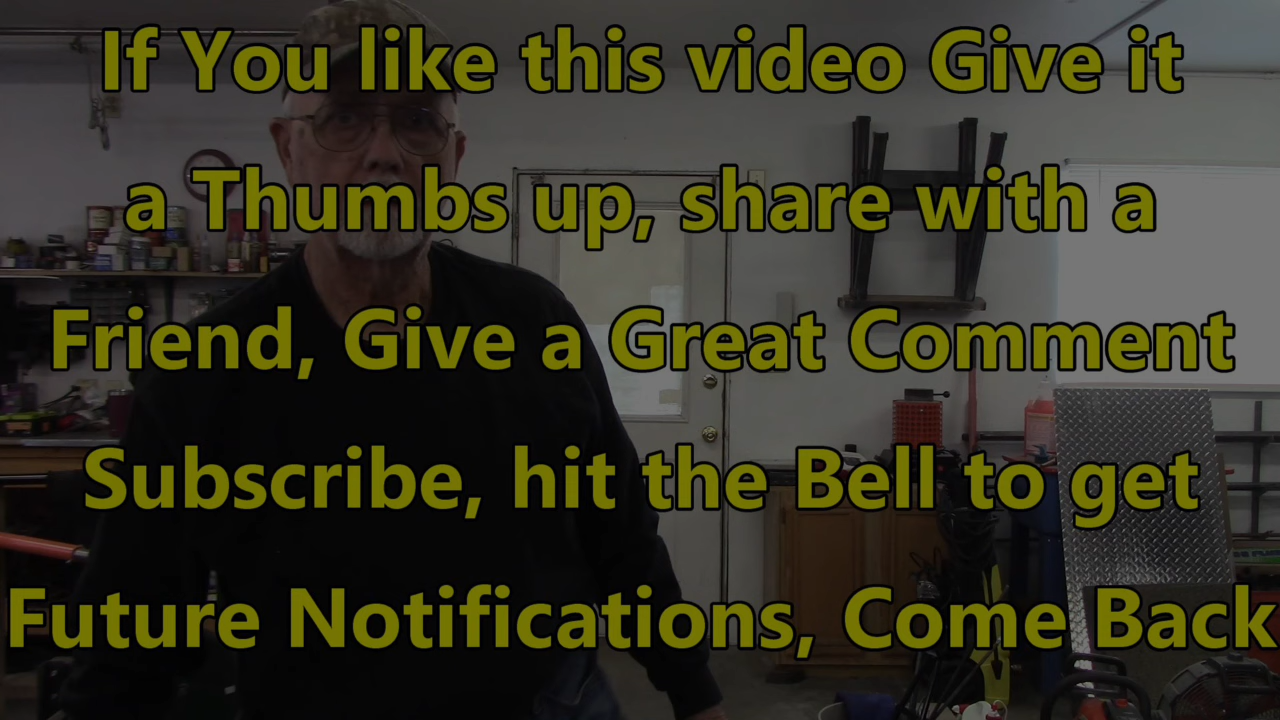 If You like this video Give it
a Thumbs up, share with a
Friend, Give a Great Comment
Subscribe, hit the Bell to get
Future Notifications, Come Back